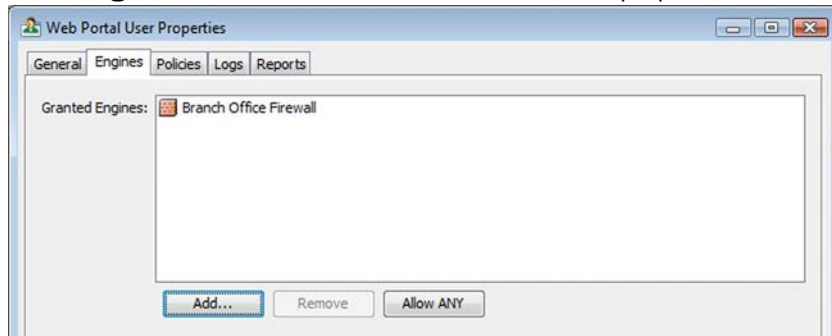 Web Portal User Properties
General Engines Policies Logs Reports
Granted Engines: Branch Office Firewall
Add... Remove Allow ANY